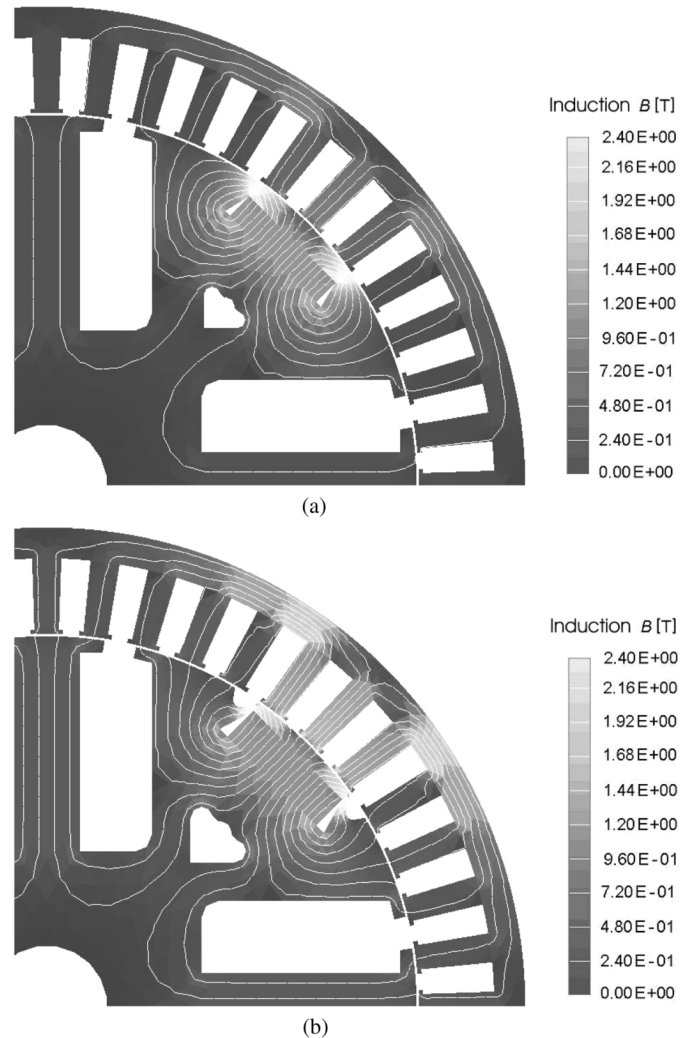 Induction B [T]
2.40E+00
2.16E+00
1.92E+00
1.68E+00
1.44E+00
1.20E+00
9.60E-01
7.20E-01
4.80E-01
2.40E-01
0.00E+00
(a)
Induction B [T]
2.40E+00
2.16E+00
1.92E+00
1.68E+00
1.44E+00
1.20E+00
9.60E-01
7.20E-01
4.80E-01
2.40E-01
0.00E+00
(b)